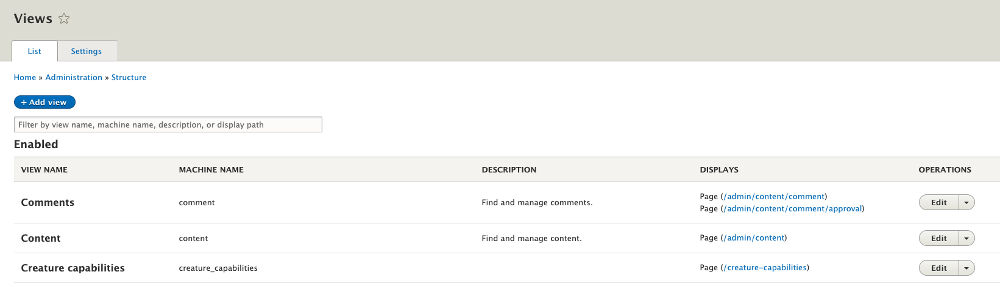 Views
List Settings
Home » Administration » Structure
+ Add view
Filter by view name, machine name, description, or display path
Enabled
VIEW NAME MACHINE NAME DESCRIPTION DISPLAYS OPERATIONS
Comments comment Find and manage comments. Page (/admin/content/comment) Edit
Page (/admin/content/comment/approval)
Content content Find and manage content. Page (/admin/content) Edit
Creature capabilities creature_capabilities Page (/creature-capabilities) Edit